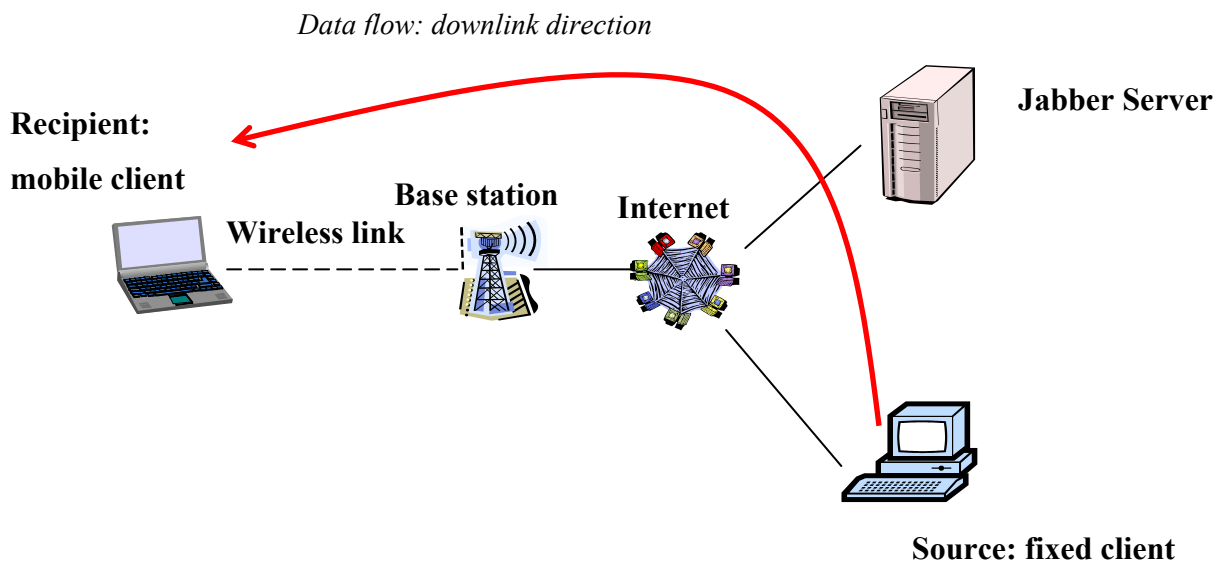 Data flow: downlink direction
Jabber Server
Recipient:
mobile client
Base station
Internet
Wireless link
Source: fixed client